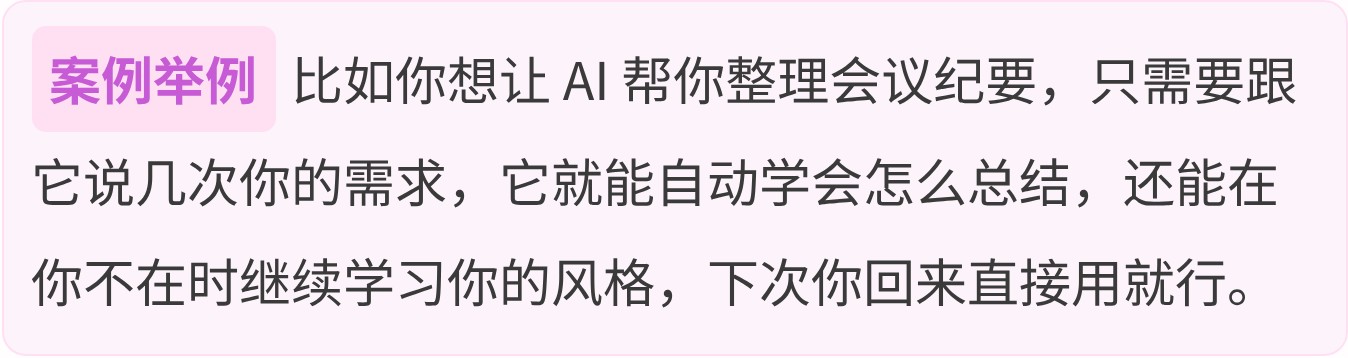 案例举例 比如你想让 AI 帮你整理会议纪要，只需要跟
它说几次你的需求，它就能自动学会怎么总结，还能在
你不在时继续学习你的风格，下次你回来直接用就行。